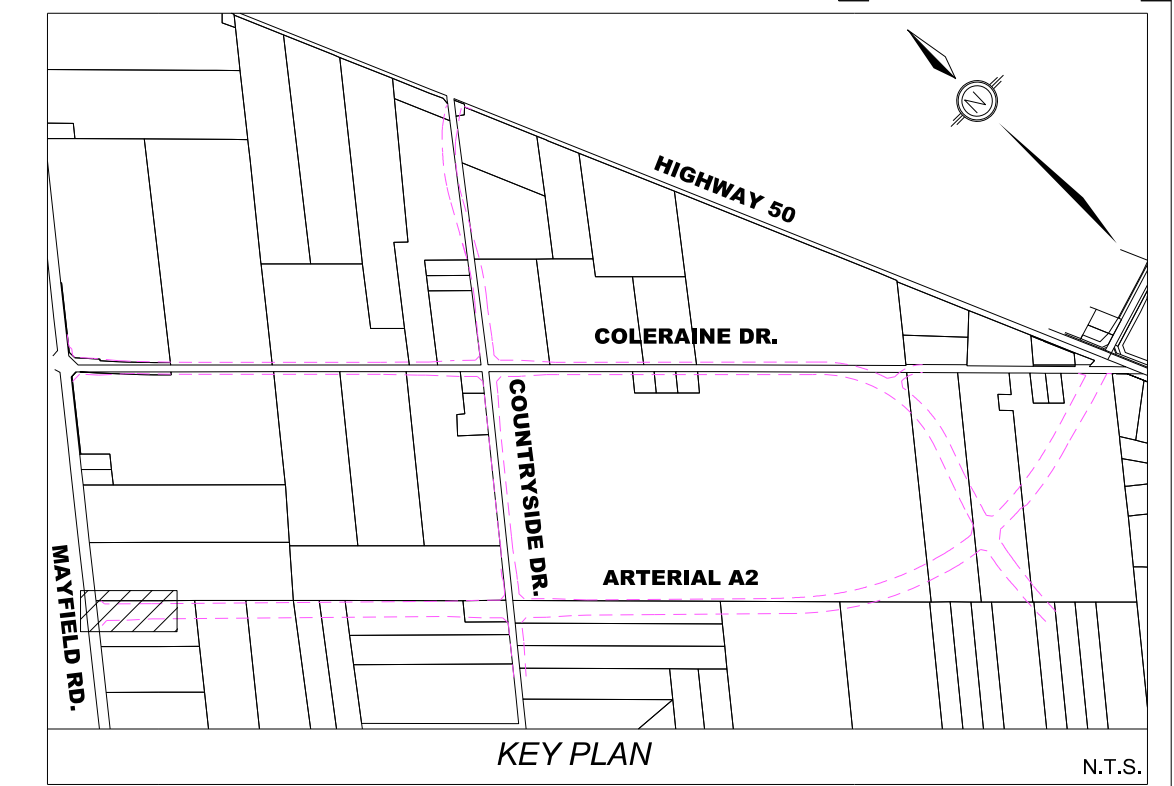 N
HIGHWAY 50
COLERAINE DR.
COUNTRYSIDE DR.
MAYFIELD RD.
ARTERIAL A2
KEY PLAN
N.T.S.